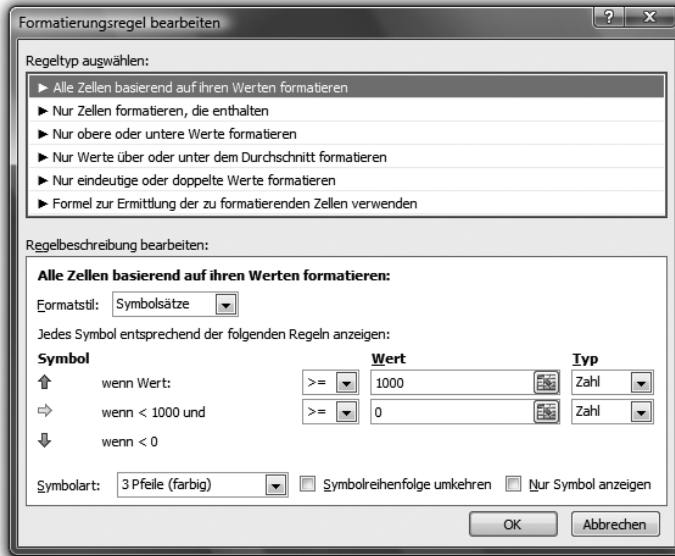 Formatierungsregel bearbeiten
Regeltyp auswählen:
► Alle Zellen basierend auf ihren Werten formatieren
► Nur Zellen formatieren, die enthalten
► Nur obere oder untere Werte formatieren
► Nur Werte über oder unter dem Durchschnitt formatieren
► Nur eindeutige oder doppelte Werte formatieren
► Formel zur Ermittlung der zu formatierenden Zellen verwenden
Regelbeschreibung bearbeiten:
Alle Zellen basierend auf ihren Werten formatieren:
Formatstil: Symbolsätze
Jedes Symbol entsprechend der folgenden Regeln anzeigen:
Symbol Wert Typ
wenn Wert: >= 1000 Zahl
wenn < 1000 und >= 0 Zahl
wenn < 0
Symbolart: 3 Pfeile (farbig) Symbolreihenfolge umkehren Nur Symbol anzeigen
OK Abbrechen